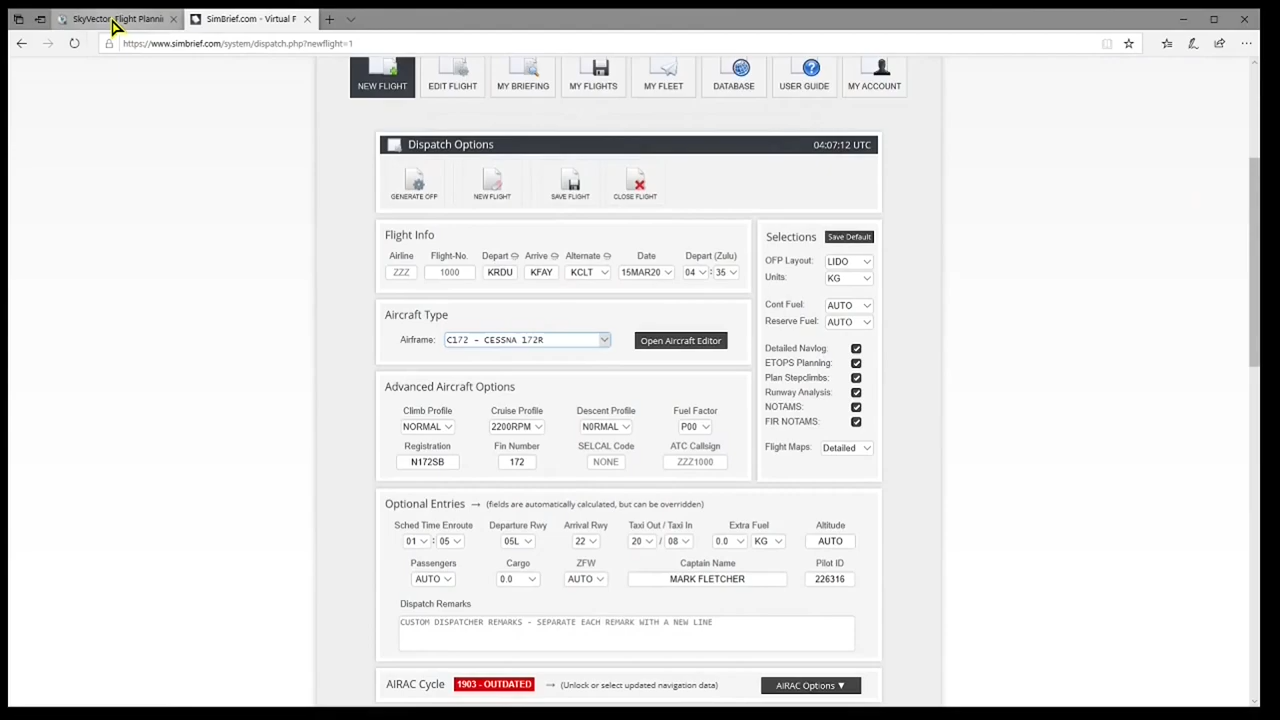 SkyVector: Flight Planni
SimBrief.com - Virtual F
https://www.simbrief.com/system/dispatch.php?newflight=1
NEW FLIGHT EDIT FLIGHT MY BRIEFING MY FLIGHTS MY FLEET DATABASE USER GUIDE MY ACCOUNT
Dispatch Options 04:07:12 UTC
GENERATE OFP NEW FLIGHT SAVE FLIGHT CLOSE FLIGHT
Flight Info
Airline Flight-No. Depart Arrive Alternate Date Depart (Zulu)
ZZZ 1000 KRDU KFAY KCLT 15MAR20 04 : 35
Aircraft Type
Airframe: C172 - CESSNA 172R Open Aircraft Editor
Advanced Aircraft Options
Climb Profile Cruise Profile Descent Profile Fuel Factor
NORMAL 2200RPM NORMAL P00
Registration Fin Number SELCAL Code ATC Callsign
N172SB 172 NONE ZZZ1000
Selections Save Default
OFP Layout: LIDO
Units: KG
Cont Fuel: AUTO
Reserve Fuel: AUTO
Detailed Navlog:
ETOPS Planning:
Plan Stepclimbs:
Runway Analysis:
NOTAMS:
FIR NOTAMS:
Flight Maps: Detailed
Optional Entries → (fields are automatically calculated, but can be overridden)
Sched Time Enroute Departure Rwy Arrival Rwy Taxi Out / Taxi In Extra Fuel Altitude
01 : 05 05L 22 20 / 08 0.0 KG AUTO
Passengers Cargo ZFW Captain Name Pilot ID
AUTO 0.0 AUTO MARK FLETCHER 226316
Dispatch Remarks
CUSTOM DISPATCHER REMARKS - SEPARATE EACH REMARK WITH A NEW LINE
AIRAC Cycle 1903 - OUTDATED → (Unlock or select updated navigation data) AIRAC Options ▼